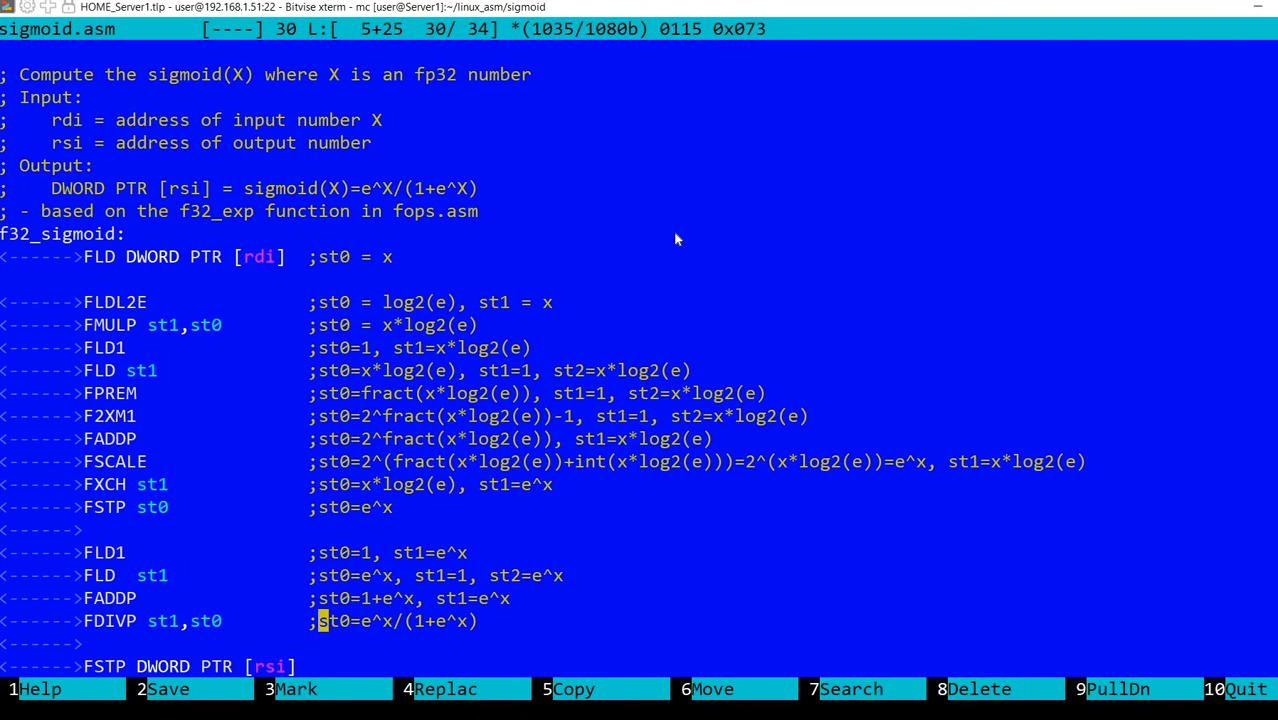 HOME_Server1.tlp - user@192.168.1.51:22 - Bitvise xterm - mc [user@Server1]:~/linux_asm/sigmoid
sigmoid.asm [----] 30 L:[ 5+25 30/ 34] *(1035/1080b) 0115 0x073
; Compute the sigmoid(X) where X is an fp32 number
; Input:
; rdi = address of input number X
; rsi = address of output number
; Output:
; DWORD PTR [rsi] = sigmoid(X)=e^X/(1+e^X)
; - based on the f32_exp function in fops.asm
f32_sigmoid:
<------>FLD DWORD PTR [rdi] ;st0 = x
<------>FLDL2E ;st0 = log2(e), st1 = x
<------>FMULP st1,st0 ;st0 = x*log2(e)
<------>FLD1 ;st0=1, st1=x*log2(e)
<------>FLD st1 ;st0=x*log2(e), st1=1, st2=x*log2(e)
<------>FPREM ;st0=fract(x*log2(e)), st1=1, st2=x*log2(e)
<------>F2XM1 ;st0=2^fract(x*log2(e))-1, st1=1, st2=x*log2(e)
<------>FADDP ;st0=2^fract(x*log2(e)), st1=x*log2(e)
<------>FSCALE ;st0=2^(fract(x*log2(e))+int(x*log2(e)))=2^(x*log2(e))=e^x, st1=x*log2(e)
<------>FXCH st1 ;st0=x*log2(e), st1=e^x
<------>FSTP st0 ;st0=e^x
<------>
<------>FLD1 ;st0=1, st1=e^x
<------>FLD st1 ;st0=e^x, st1=1, st2=e^x
<------>FADDP ;st0=1+e^x, st1=e^x
<------>FDIVP st1,st0 ;st0=e^x/(1+e^x)
<------>
<------>FSTP DWORD PTR [rsi]
1Help 2Save 3Mark 4Replac 5Copy 6Move 7Search 8Delete 9PullDn 10Quit